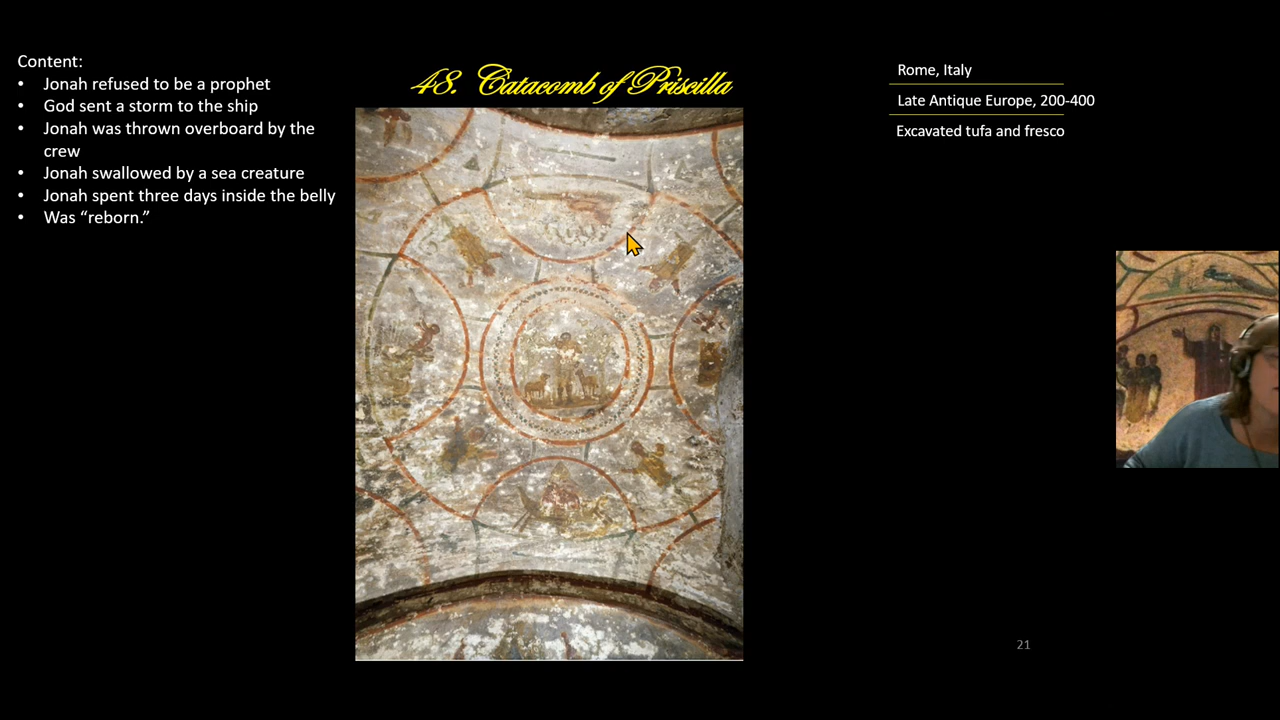 Content:
• Jonah refused to be a prophet
• God sent a storm to the ship
• Jonah was thrown overboard by the
crew
• Jonah swallowed by a sea creature
• Jonah spent three days inside the belly
• Was “reborn.”
48. Catacomb of Priscilla
Rome, Italy
Late Antique Europe, 200-400
Excavated tufa and fresco
21